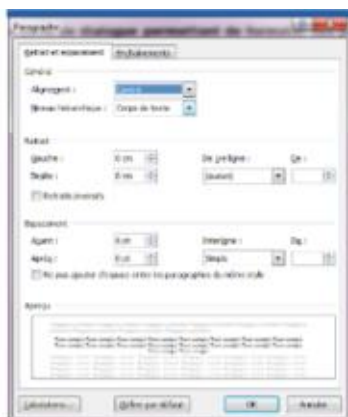 Paragraphe
Retrait et espacement Enchaînements
Général
Alignement : Centré
Niveau hiérarchique : Corps de texte
Retrait
Gauche : 0 cm De 1re ligne : De :
Droite : 0 cm (aucun)
Retraits inversés
Espacement
Avant : 0 pt Interligne : De :
Après : 0 pt Simple
Ne pas ajouter d'espace entre les paragraphes du même style
Aperçu
Tabulations... Définir par défaut OK Annuler